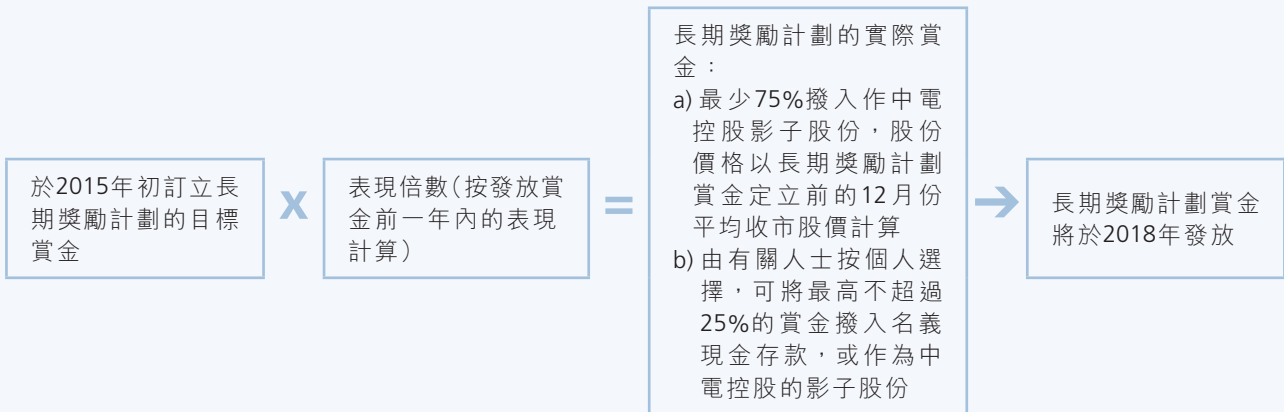 於2015年初訂立長
期獎勵計劃的目標
賞金
X
表現倍數（按發放賞
金前一年內的表現
計算）
=
長期獎勵計劃的實際賞
金：
a) 最少75%撥入作中電
控股影子股份，股份
價格以長期獎勵計劃
賞金定立前的12月份
平均收市股價計算
b) 由有關人士按個人選
擇，可將最高不超過
25%的賞金撥入名義
現金存款，或作為中
電控股的影子股份
→
長期獎勵計劃賞金
將於2018年發放